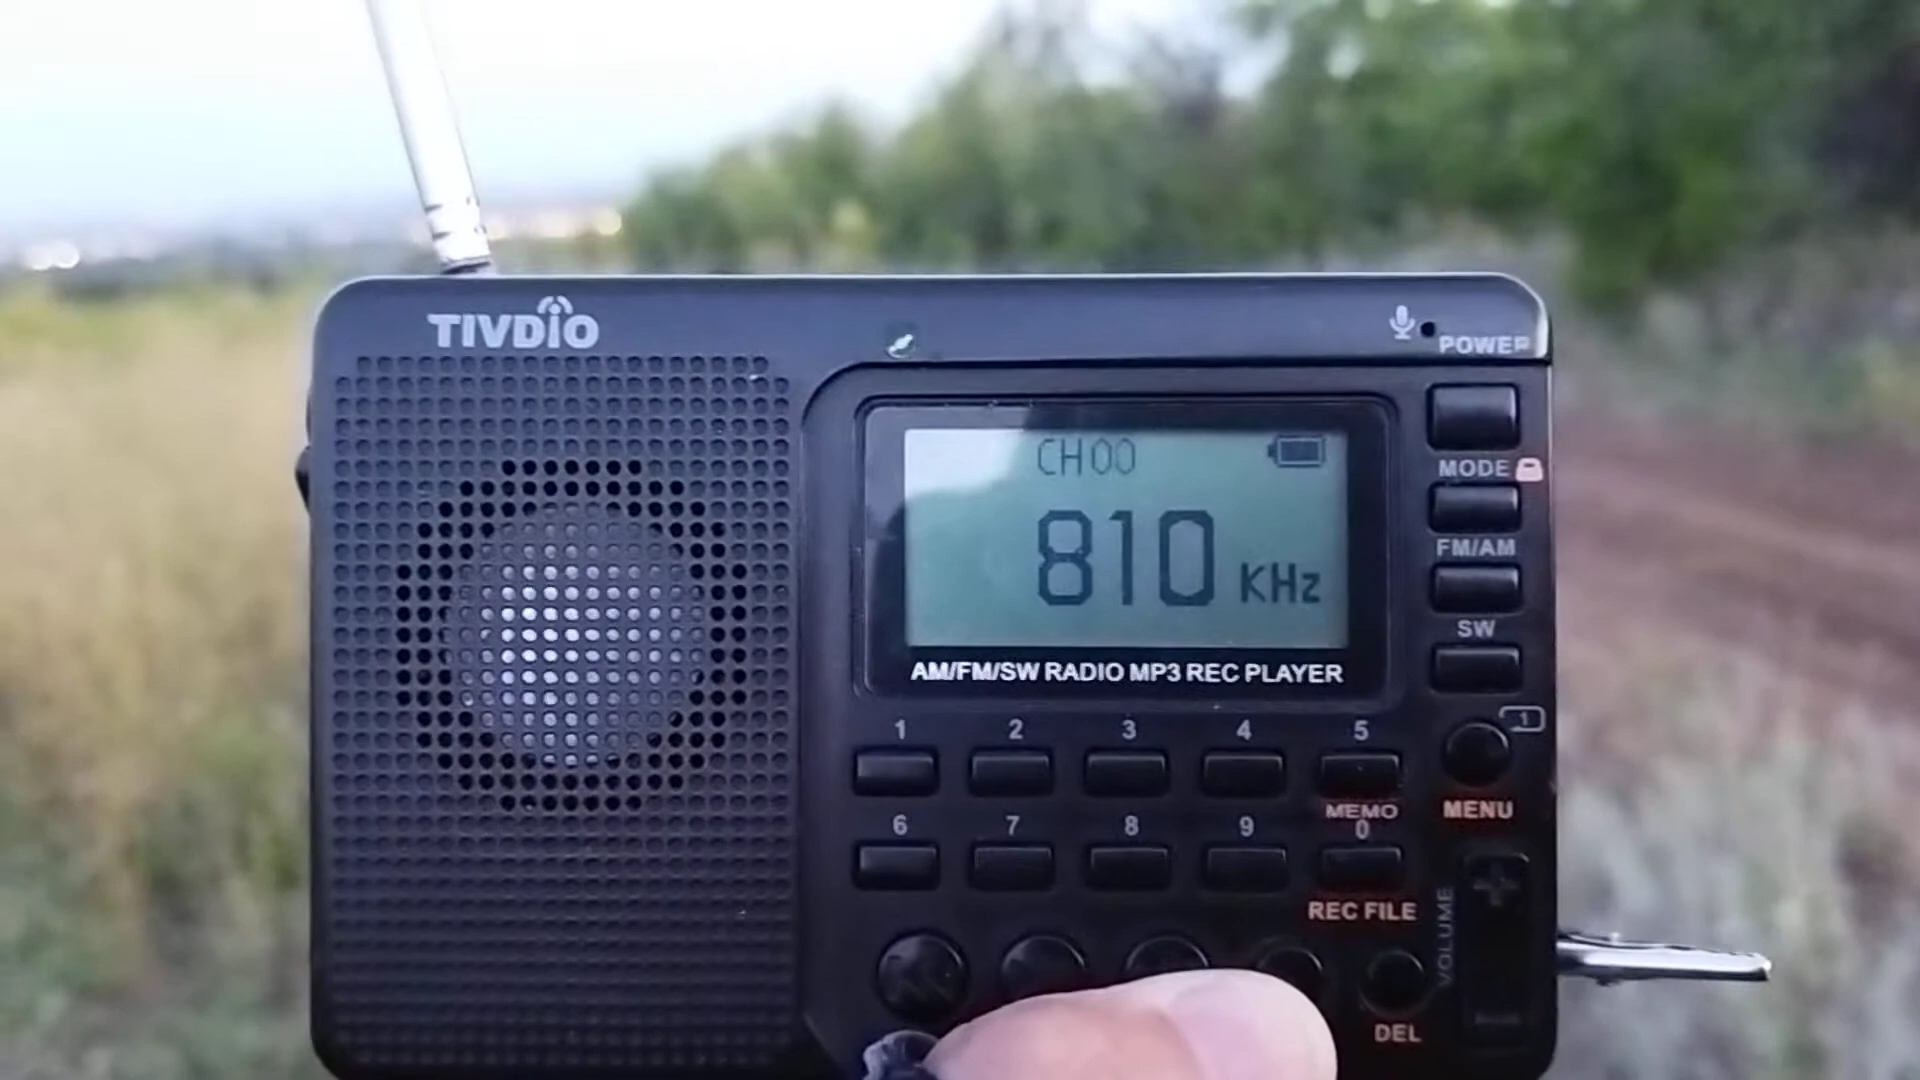 TIVDIO
POWER
CH00
810 KHz
MODE
FM/AM
SW
AM/FM/SW RADIO MP3 REC PLAYER
1 2 3 4 5
1
MEMO
MENU
6 7 8 9 0
REC FILE
VOLUME
DEL